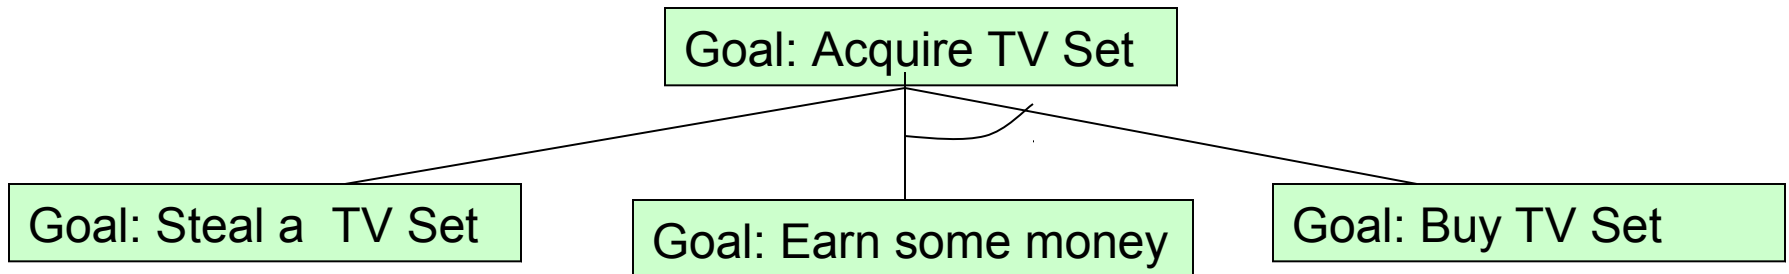 Goal: Acquire TV Set
Goal: Steal a  TV Set
Goal: Earn some money
Goal: Buy TV Set